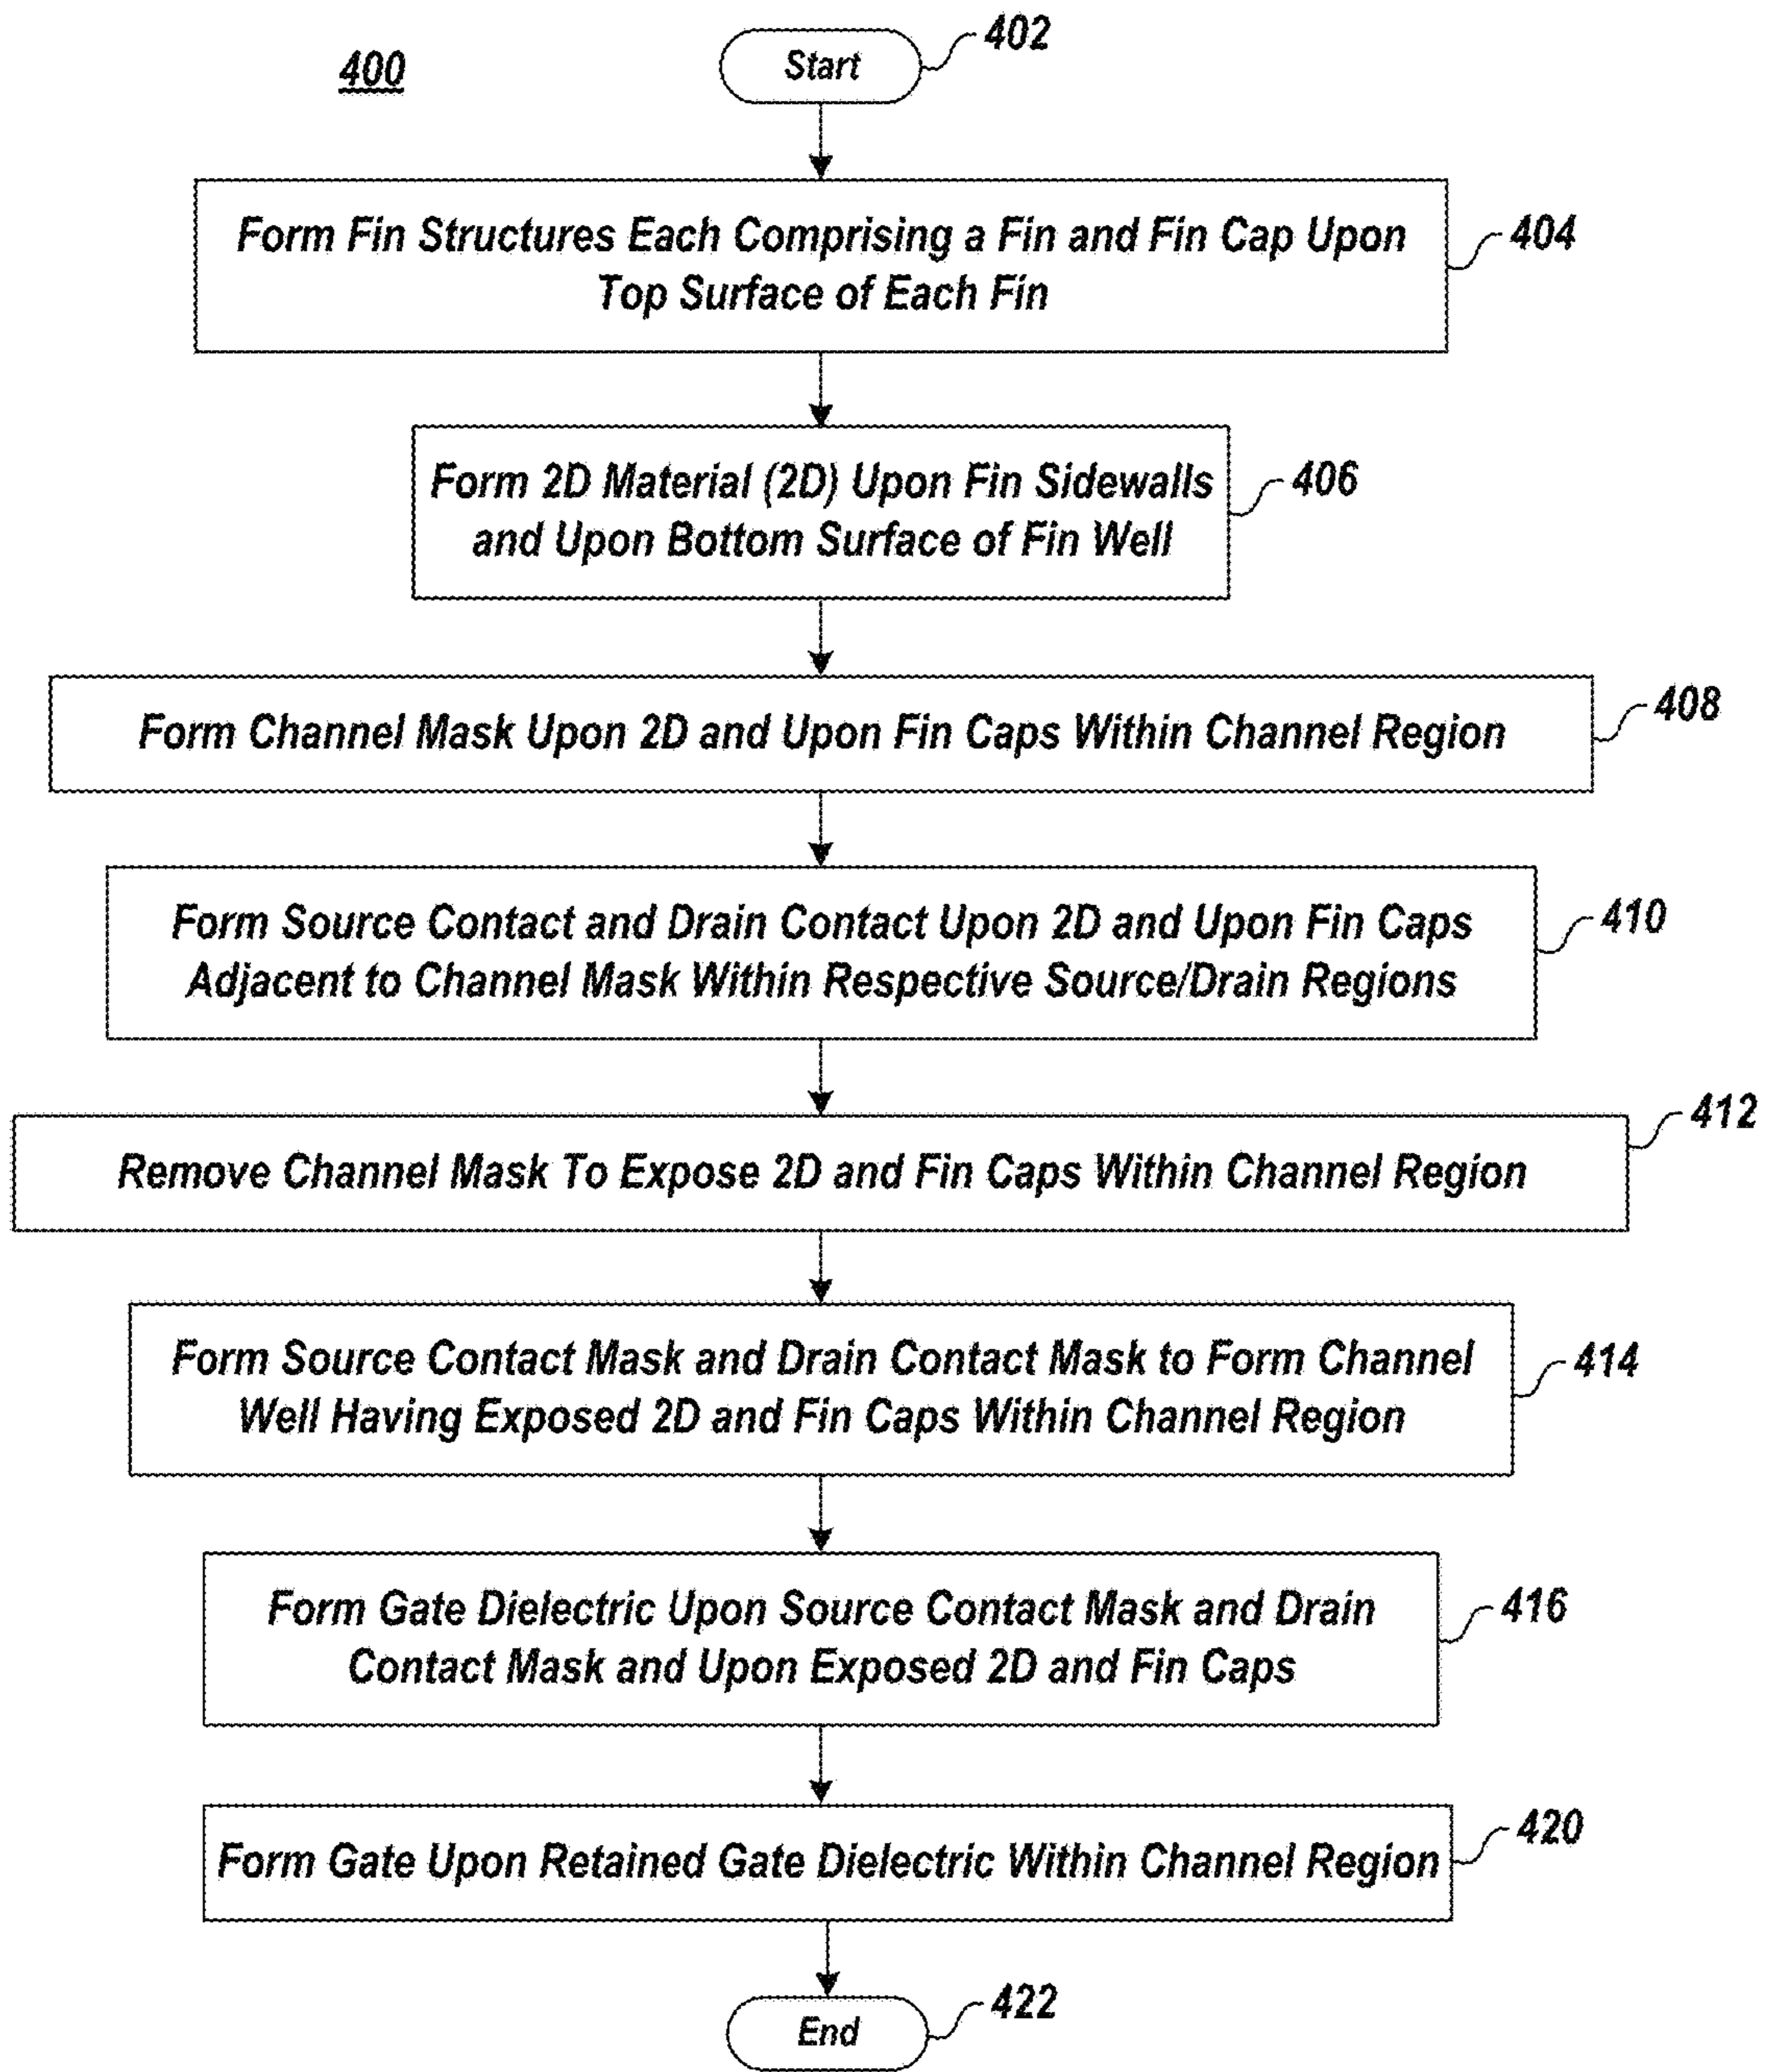 400
Start
402
Form Fin Structures Each Comprising a Fin and Fin Cap Upon
Top Surface of Each Fin
404
Form 2D Material (2D) Upon Fin Sidewalls
and Upon Bottom Surface of Fin Well
406
Form Channel Mask Upon 2D and Upon Fin Caps Within Channel Region
408
Form Source Contact and Drain Contact Upon 2D and Upon Fin Caps
Adjacent to Channel Mask Within Respective Source/Drain Regions
410
Remove Channel Mask To Expose 2D and Fin Caps Within Channel Region
412
Form Source Contact Mask and Drain Contact Mask to Form Channel
Well Having Exposed 2D and Fin Caps Within Channel Region
414
Form Gate Dielectric Upon Source Contact Mask and Drain
Contact Mask and Upon Exposed 2D and Fin Caps
416
Form Gate Upon Retained Gate Dielectric Within Channel Region
420
End
422